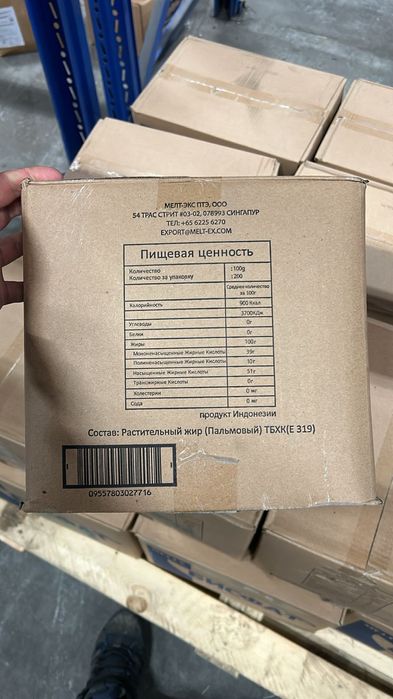 МЕЛТ-ЭКС ПТЭ, ООО
54 ТРАС СТРИТ #03-02, 078993 СИНГАПУР
ТЕЛ: +65 6225 6270
EXPORT@MELT-EX.COM
Пищевая ценность
Количество :100g
Количество за упаковку :200
Среднее количество за 100г
Калорийность 900 Ккал
3700КДж
Углеводы 0г
Белки 0г
Жиры 100г
Мононенасыщенные Жирные Кислоты 39г
Полиненасыщенные Жирные Кислоты 10г
Насыщенные Жирные Кислоты 51г
Трансжирные Кислоты 0г
Холестерин 0 мг
Сода 0 мг
продукт Индонезии
Состав: Растительный жир (Пальмовый) ТБХК(Е 319)
09557803027716